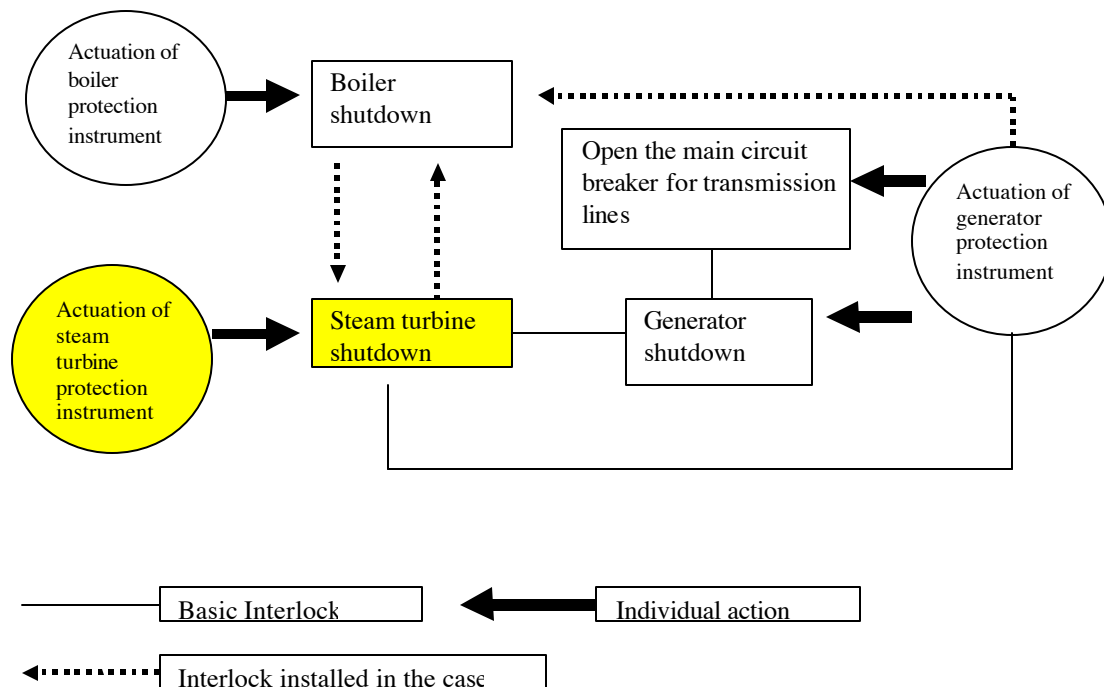 Actuation of
boiler
protection
instrument
Boiler
shutdown
Open the main circuit
breaker for transmission
lines
Actuation of
generator
protection
instrument
Actuation of
steam
turbine
protection
instrument
Steam turbine
shutdown
Generator
shutdown
Basic Interlock
Individual action
Interlock installed in the case